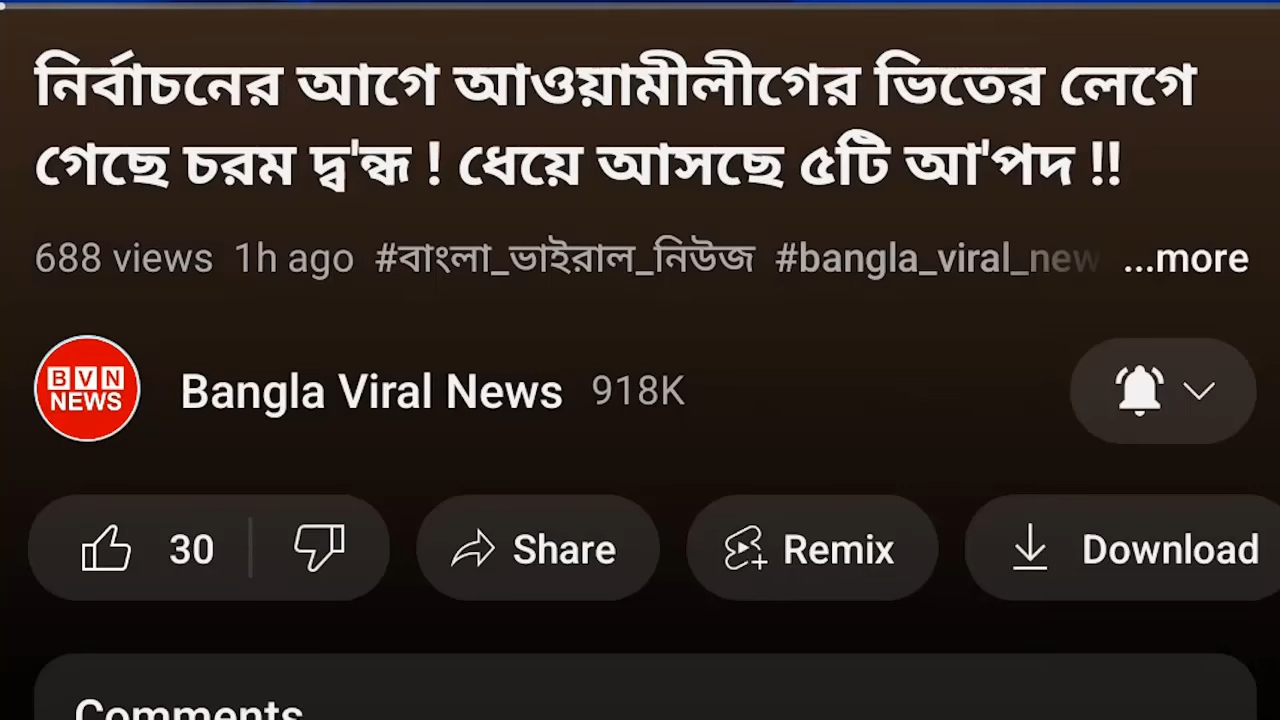 নির্বাচনের আগে আওয়ামীলীগের ভিতের লেগে
গেছে চরম দ্ব'ন্ধ ! ধেয়ে আসছে ৫টি আ'পদ !!
688 views 1h ago #বাংলা_ভাইরাল_নিউজ #bangla_viral_new ...more
BVN
NEWS
Bangla Viral News 918K
30 Share Remix Download
Comments